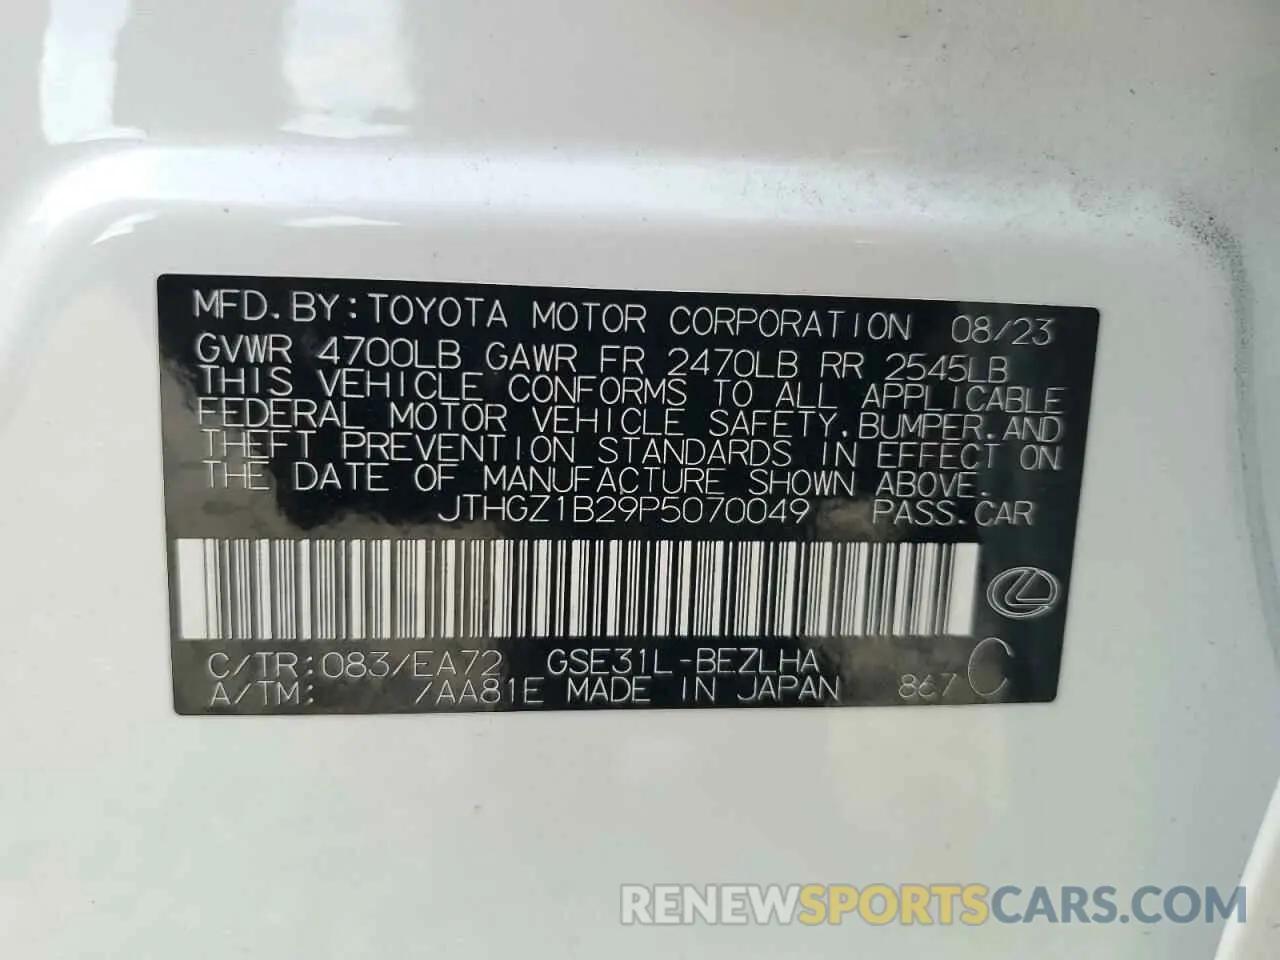 MFD.BY:TOYOTA MOTOR CORPORATION 08/23
GVWR 4700LB GAWR FR 2470LB RR 2545LB
THIS VEHICLE CONFORMS TO ALL APPLICABLE
FEDERAL MOTOR VEHICLE SAFETY,BUMPER,AND
THEFT PREVENTION STANDARDS IN EFFECT ON
THE DATE OF MANUFACTURE SHOWN ABOVE.
JTHGZ1B29P5070049 PASS.CAR
C/TR:083/EA72 GSE31L-BEZLHA
A/TM: /AA81E MADE IN JAPAN 867 C
RENEWSPORTSCARS.COM